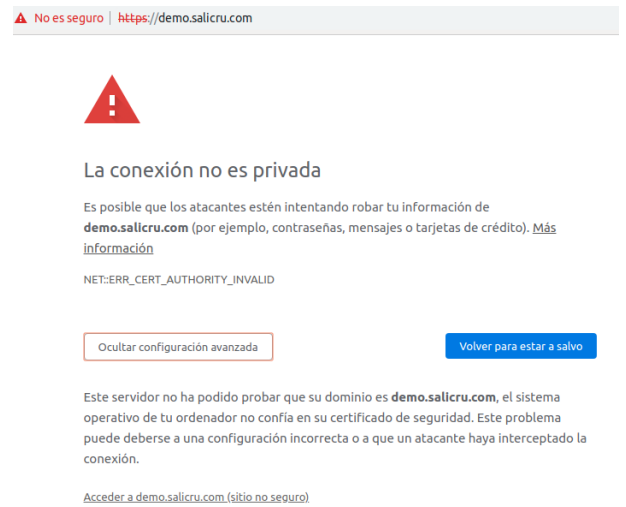 No es seguro | https://demo.salicru.com
La conexión no es privada
Es posible que los atacantes estén intentando robar tu información de
demo.salicru.com (por ejemplo, contraseñas, mensajes o tarjetas de crédito). Más
información
NET::ERR_CERT_AUTHORITY_INVALID
Ocultar configuración avanzada
Volver para estar a salvo
Este servidor no ha podido probar que su dominio es demo.salicru.com, el sistema
operativo de tu ordenador no confía en su certificado de seguridad. Este problema
puede deberse a una configuración incorrecta o a que un atacante haya interceptado la
conexión.
Acceder a demo.salicru.com (sitio no seguro)